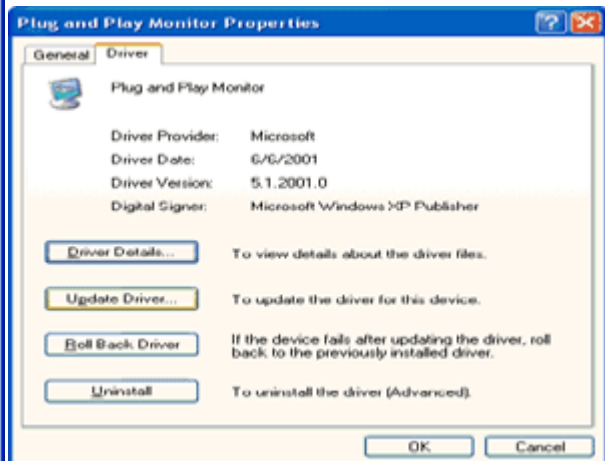 Plug and Play Monitor Properties
General Driver
Plug and Play Monitor
Driver Provider: Microsoft
Driver Date: 6/6/2001
Driver Version: 5.1.2001.0
Digital Signer: Microsoft Windows XP Publisher
Driver Details... To view details about the driver files.
Update Driver... To update the driver for this device.
Roll Back Driver If the device fails after updating the driver, roll
back to the previously installed driver.
Uninstall To uninstall the driver (Advanced).
OK Cancel